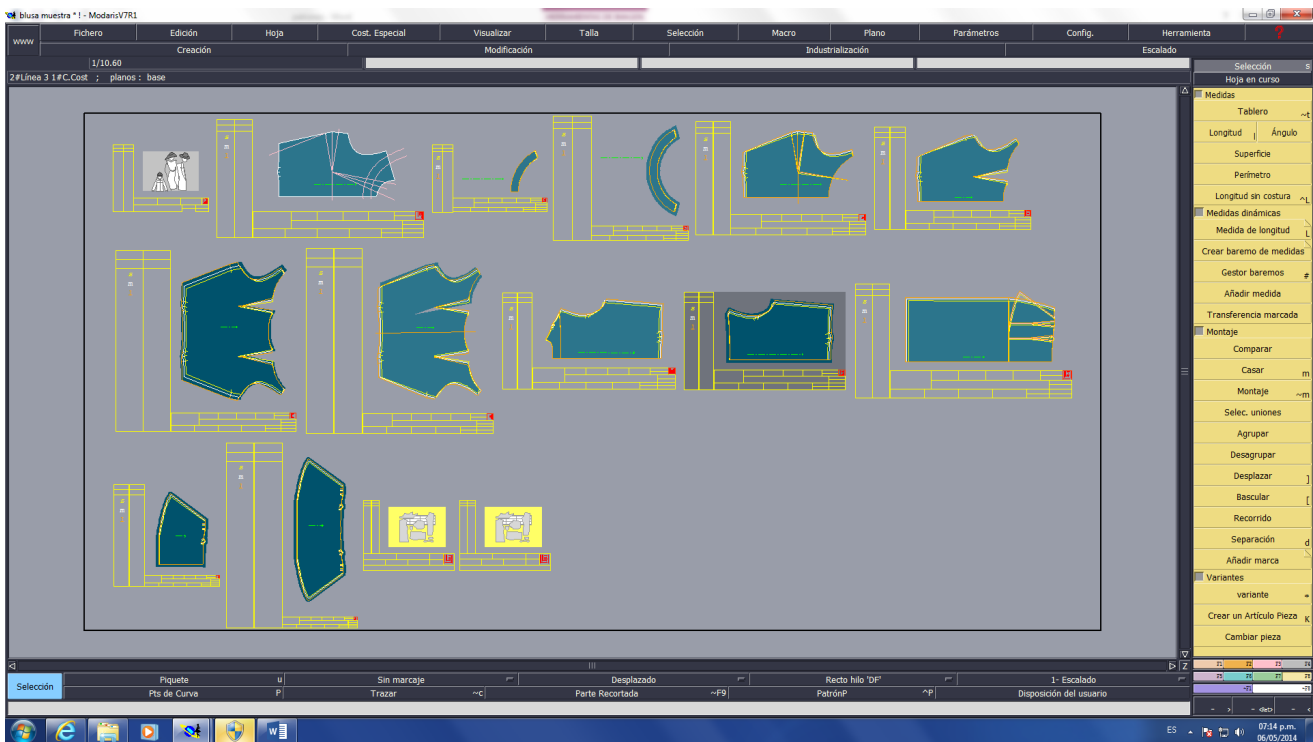 blusa muestra * ! - ModarisV7R1
www
Fichero Edición Hoja Cost. Especial Visualizar Talla Selección Macro Plano Parámetros Config. Herramienta ?
Creación Modificación Industrialización Escalado
1/10.60
2#Línea 3 1#C.Cost ; planos : base
Selección s
Hoja en curso
Medidas
Tablero ~t
Longitud l Ángulo
Superficie
Perímetro
Longitud sin costura ^L
Medidas dinámicas
Medida de longitud L
Crear baremo de medidas
Gestor baremos #
Añadir medida
Transferencia marcada
Montaje
Comparar
Casar m
Montaje ~m
Selec. uniones
Agrupar
Desagrupar
Desplazar ]
Bascular [
Recorrido
Separación d
Añadir marca
Variantes
variante =
Crear un Artículo Pieza K
Cambiar pieza
Z
Selección
Piquete u Sin marcaje Desplazado Recto hilo 'DF' 1- Escalado
Pts de Curva P Trazar ~c Parte Recortada ~F9 PatrónP ^P Disposición del usuario
ES
07:14 p.m.
06/05/2014